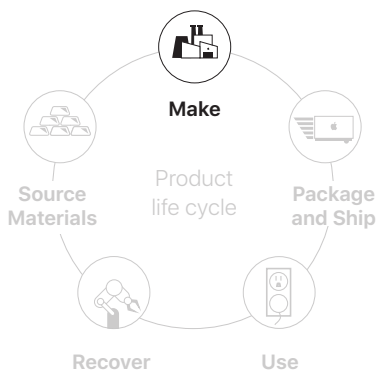 Make
Source
Materials
Product
life cycle
Package
and Ship
Recover
Use